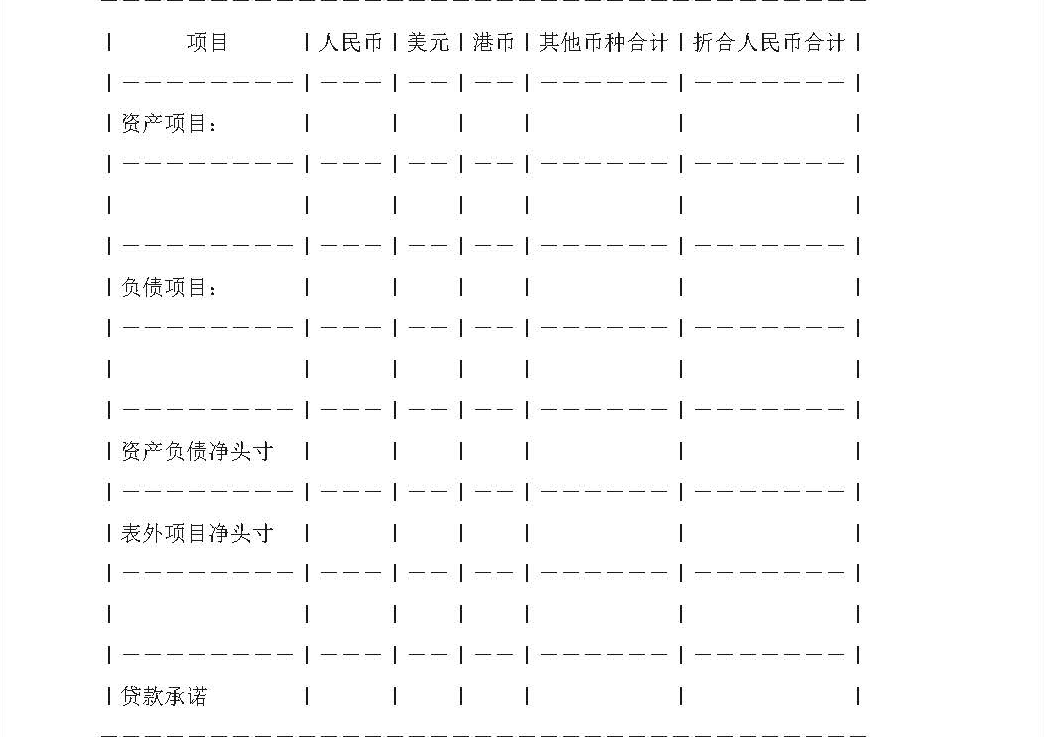 项目 人民币 美元 港币 其他币种合计 折合人民币合计
资产项目：
负债项目：
资产负债净头寸
表外项目净头寸
贷款承诺